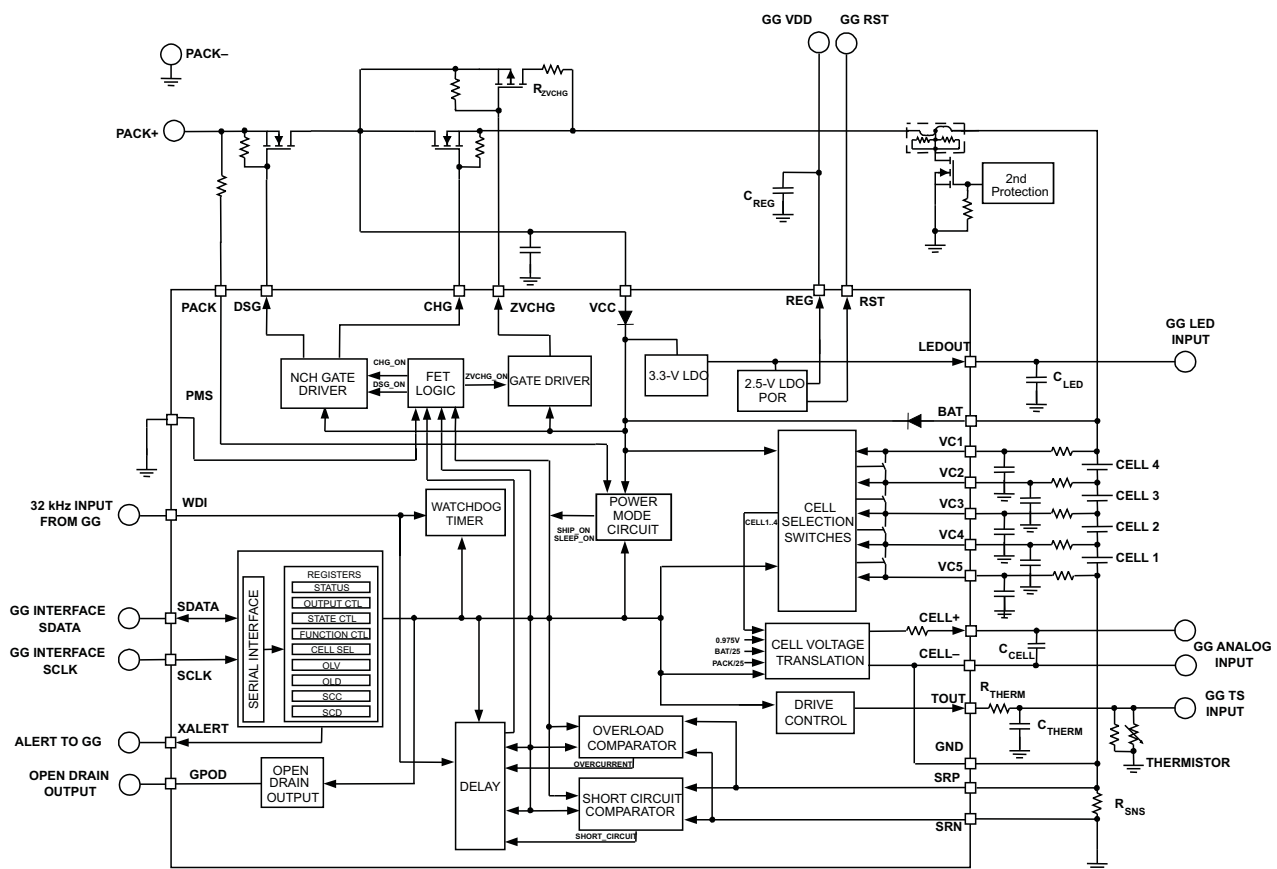 GG VDD
GG RST
PACK–
R ZVCHG
PACK+
2nd
Protection
C REG
PACK
DSG
CHG
ZVCHG
VCC
REG
RST
GG LED
INPUT
LEDOUT
NCH GATE
DRIVER
CHG_ON
DSG_ON
FET
LOGIC
ZVCHG_ON
GATE DRIVER
3.3-V LDO
2.5-V LDO
POR
C LED
PMS
BAT
VC1
VC2
VC3
VC4
VC5
CELL 4
CELL 3
CELL 2
CELL 1
32 kHz INPUT
FROM GG
WDI
WATCHDOG
TIMER
SHIP_ON
SLEEP_ON
POWER
MODE
CIRCUIT
CELL1..4
CELL
SELECTION
SWITCHES
GG INTERFACE
SDATA
SDATA
GG INTERFACE
SCLK
SCLK
SERIAL INTERFACE
REGISTERS
STATUS
OUTPUT CTL
STATE CTL
FUNCTION CTL
CELL SEL
OLV
OLD
SCC
SCD
0.975V
BAT/25
PACK/25
CELL VOLTAGE
TRANSLATION
CELL+
CELL–
C CELL
GG ANALOG
INPUT
DRIVE
CONTROL
TOUT
R THERM
C THERM
GG TS
INPUT
THERMISTOR
ALERT TO GG
XALERT
OPEN DRAIN
OUTPUT
GPOD
OPEN
DRAIN
OUTPUT
DELAY
OVERLOAD
COMPARATOR
OVERCURRENT
SHORT CIRCUIT
COMPARATOR
SHORT_CIRCUIT
GND
SRP
SRN
R SNS